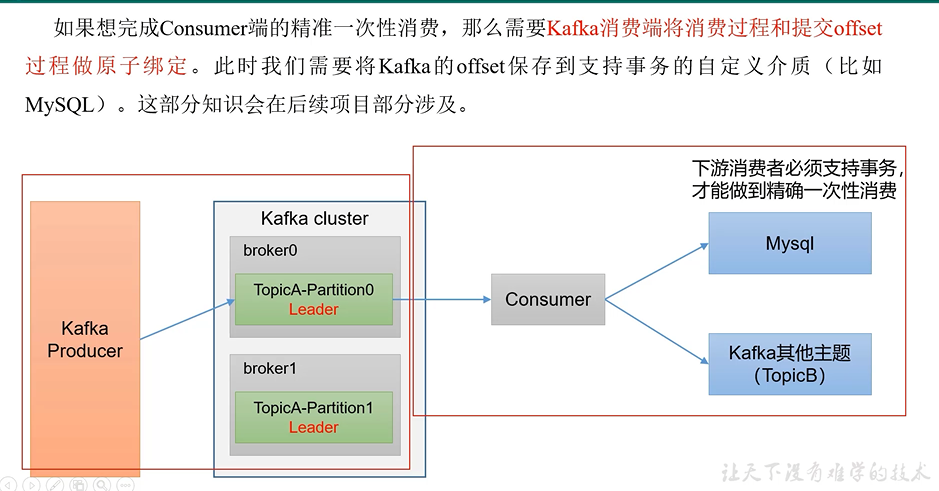 如果想完成Consumer端的精准一次性消费，那么需要Kafka消费端将消费过程和提交offset
过程做原子绑定。此时我们需要将Kafka的offset保存到支持事务的自定义介质（比如
MySQL）。这部分知识会在后续项目部分涉及。
下游消费者必须支持事务，
才能做到精确一次性消费
Kafka cluster
broker0
Mysql
TopicA-Partition0
Leader
Consumer
Kafka
Producer
Kafka其他主题
（TopicB）
broker1
TopicA-Partition1
Leader
让天下没有难学的技术